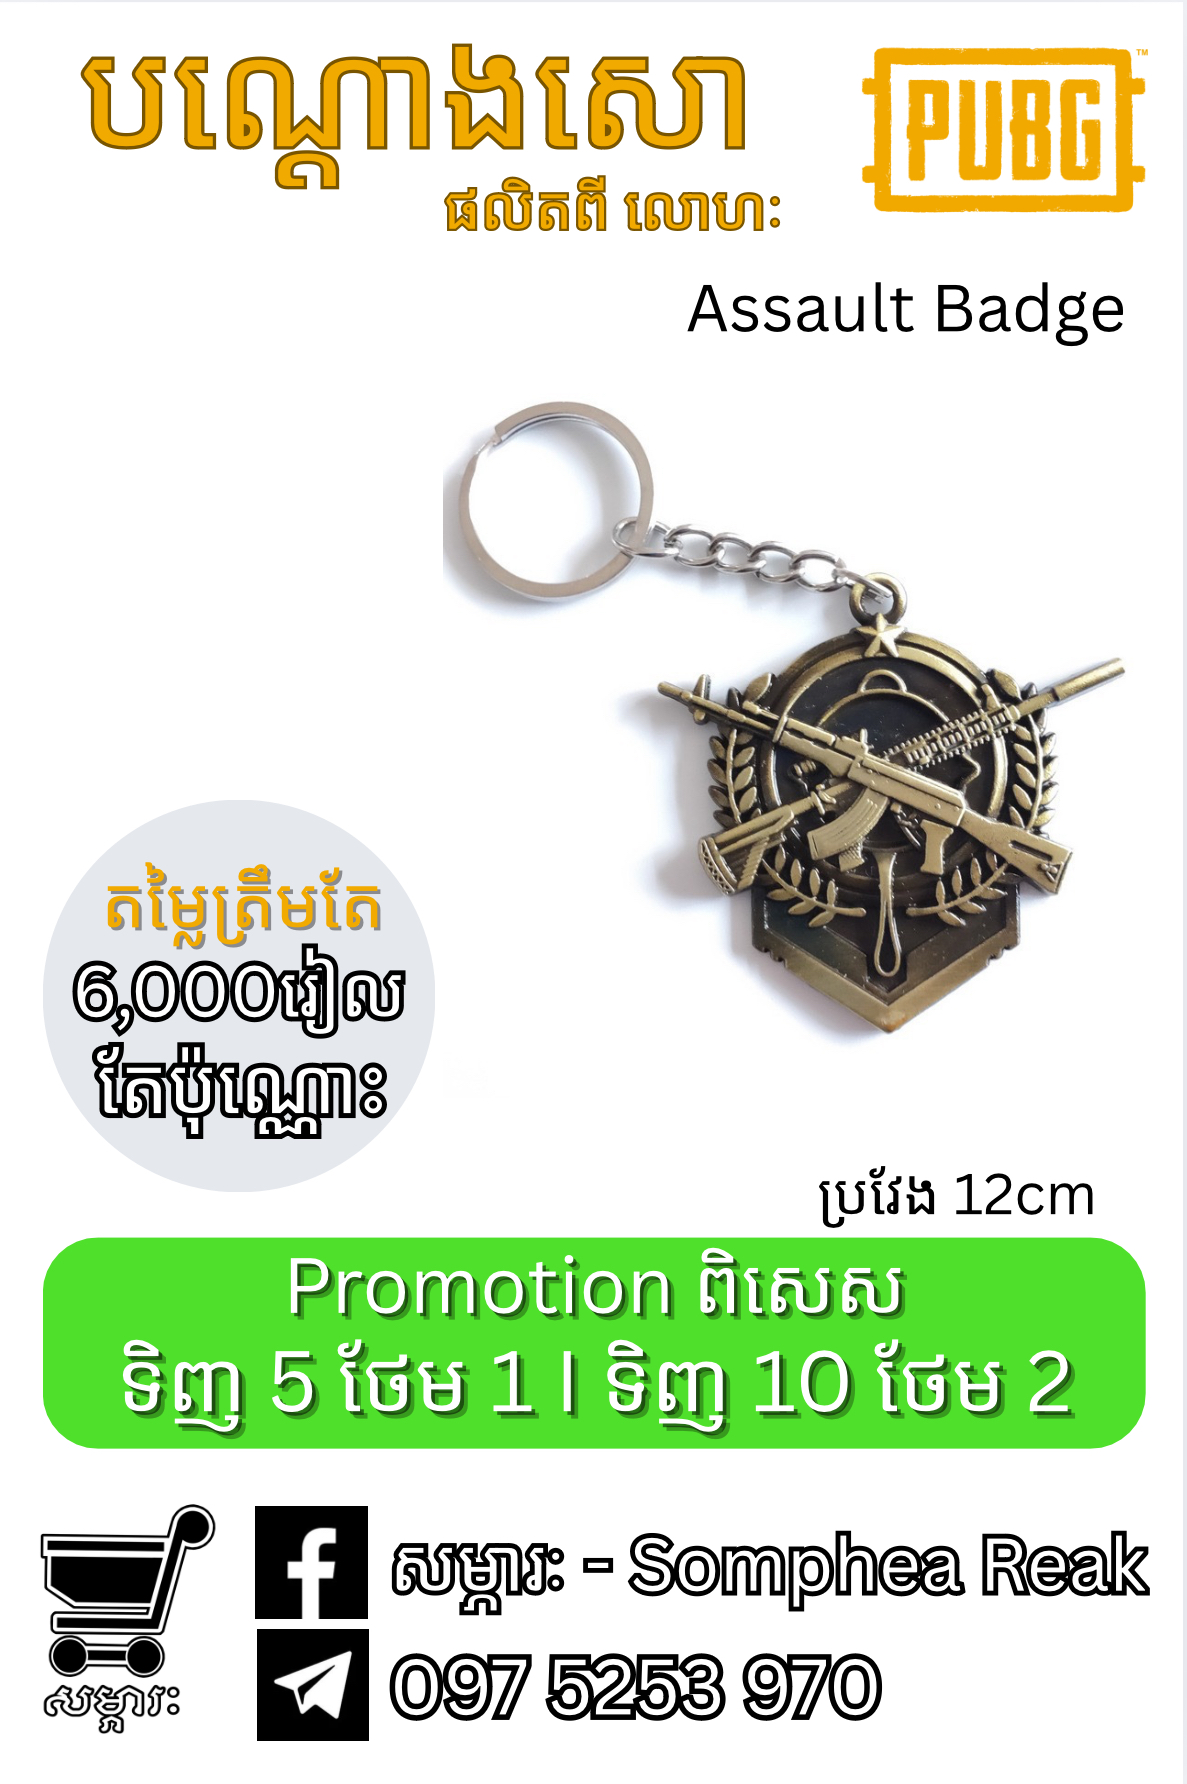 បណ្ដោងសោ
PUBG™
ផលិតពី លោហៈ
Assault Badge
តម្លៃត្រឹមតែ
6,000រៀល
តែប៉ុណ្ណោះ
ប្រវែង 12cm
Promotion ពិសេស
ទិញ 5 ថែម 1 | ទិញ 10 ថែម 2
សម្ភារៈ - Somphea Reak
097 5253 970
សម្ភារៈ